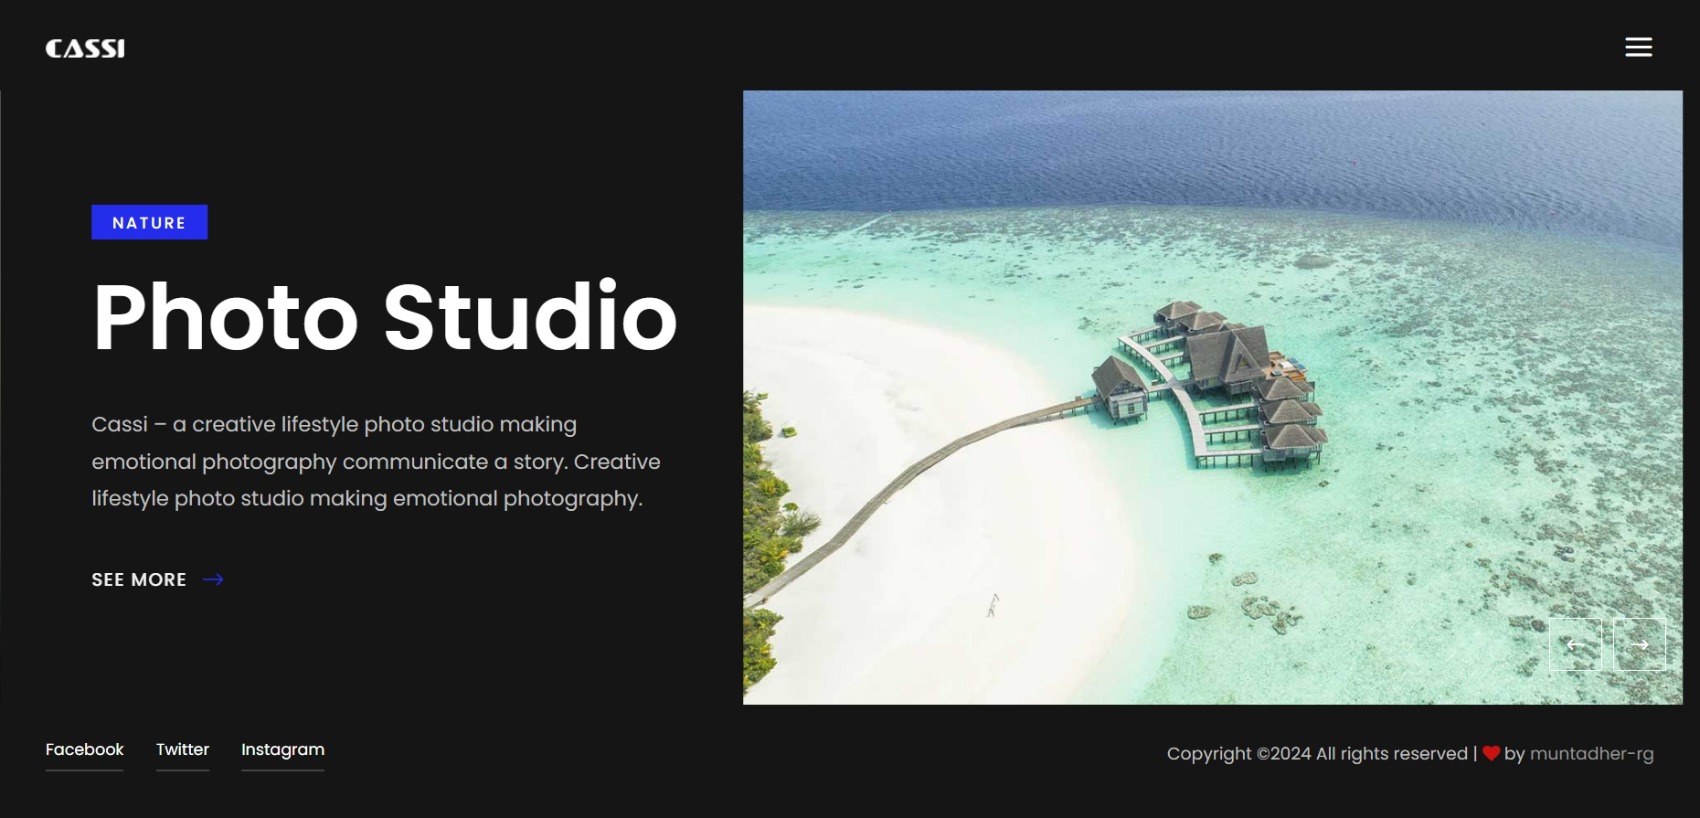 CASSI
NATURE
Photo Studio
Cassi – a creative lifestyle photo studio making
emotional photography communicate a story. Creative
lifestyle photo studio making emotional photography.
SEE MORE →
← →
Facebook Twitter Instagram
Copyright ©2024 All rights reserved | ❤ by muntadher-rg